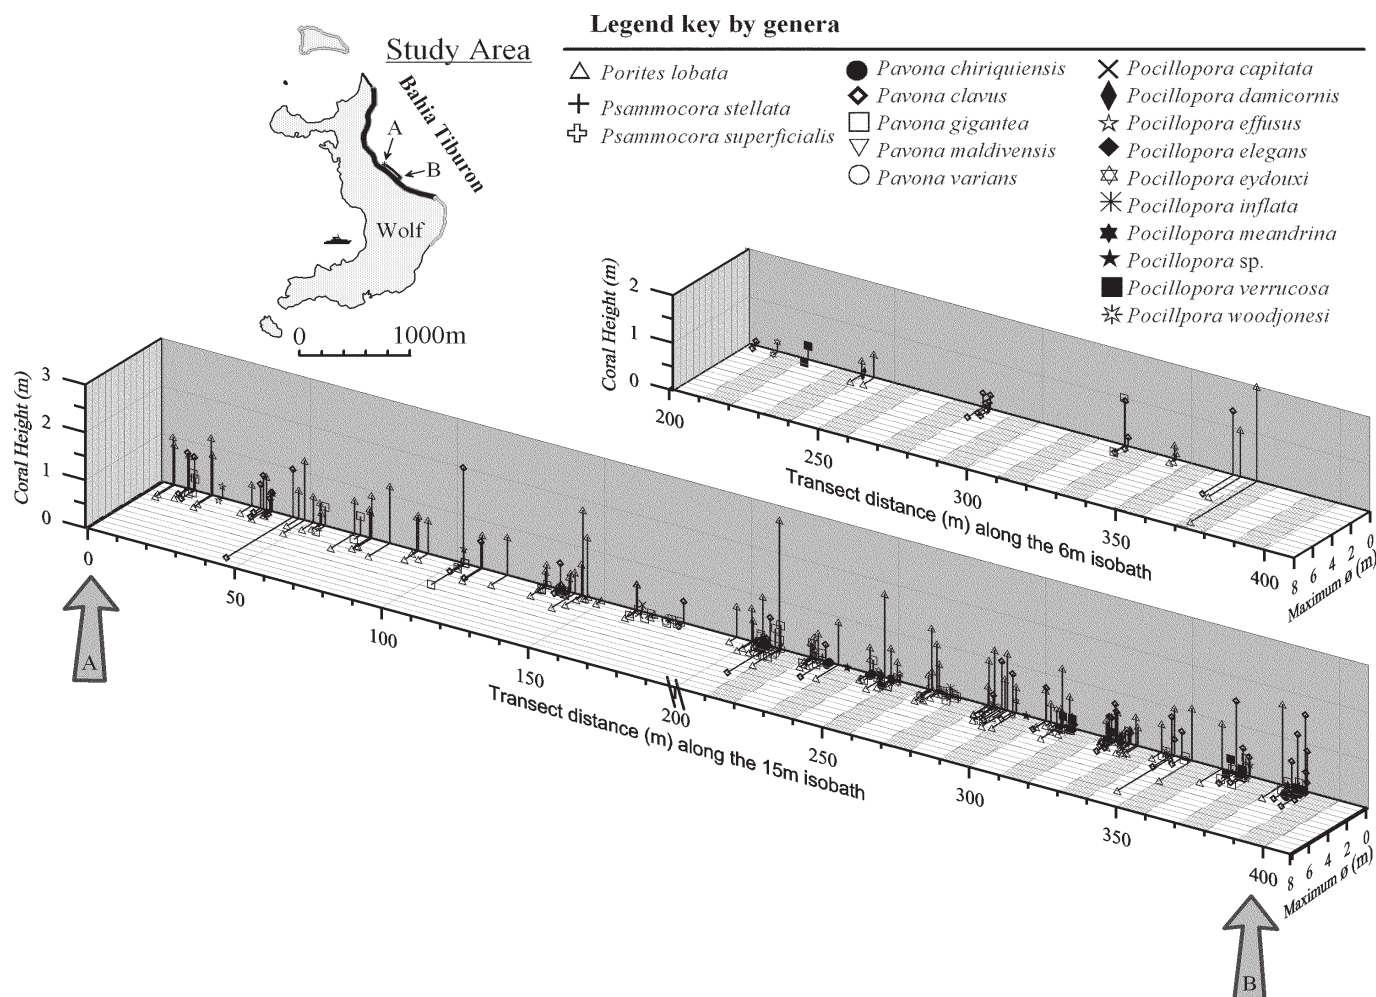 Legend key by genera
Study Area
Bahia Tiburon
A
B
Wolf
0 1000m
Porites lobata
Psammocora stellata
Psammocora superficialis
Pavona chiriquiensis
Pavona clavus
Pavona gigantea
Pavona maldivensis
Pavona varians
Pocillopora capitata
Pocillopora damicornis
Pocillopora effusus
Pocillopora elegans
Pocillopora eydouxi
Pocillopora inflata
Pocillopora meandrina
Pocillopora sp.
Pocillopora verrucosa
Pocillpora woodjonesi
Coral Height (m)
2
1
0
200
250
300
350
400
Transect distance (m) along the 6m isobath
8 6 4 2 0
Maximum ø (m)
Coral Height (m)
3
2
2
1
0
0
50
100
150
200
250
300
350
400
Transect distance (m) along the 15m isobath
8 6 4 2 0
Maximum ø (m)
A
B